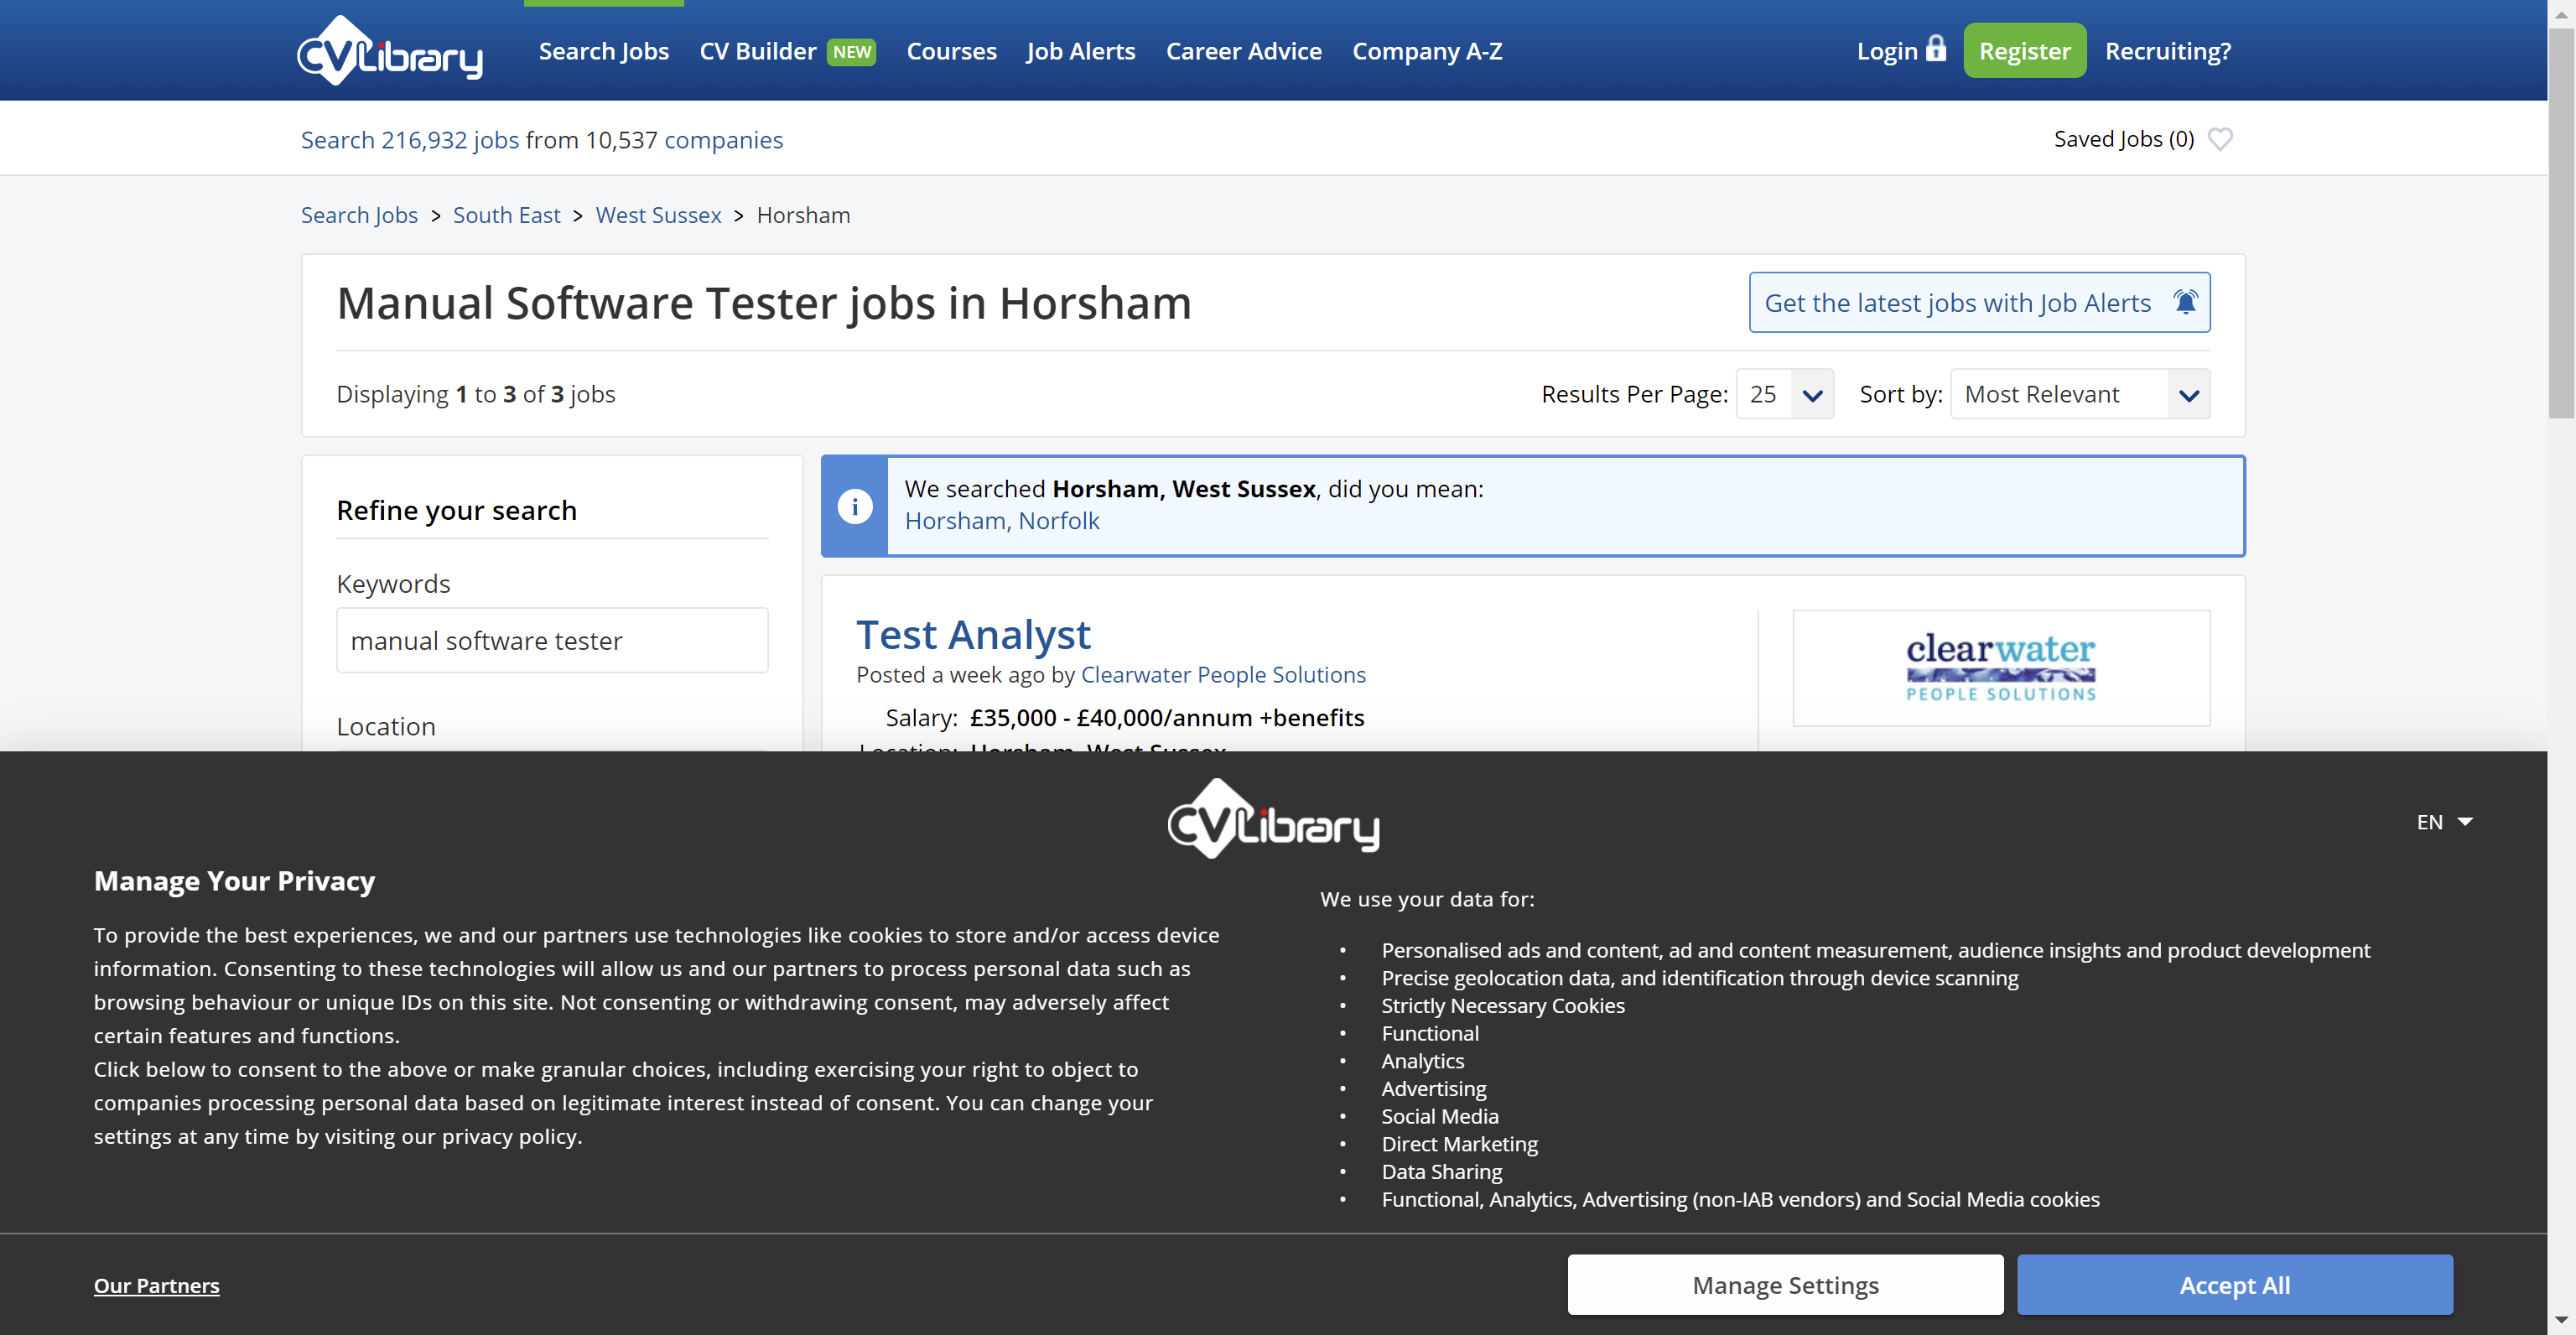 CVLibrary
Search Jobs
CV Builder NEW
Courses
Job Alerts
Career Advice
Company A-Z
Login
Register
Recruiting?
Search 216,932 jobs from 10,537 companies
Saved Jobs (0)
Search Jobs > South East > West Sussex > Horsham
Manual Software Tester jobs in Horsham
Get the latest jobs with Job Alerts
Displaying 1 to 3 of 3 jobs
Results Per Page: 25
Sort by: Most Relevant
Refine your search
Keywords
manual software tester
Location
We searched Horsham, West Sussex, did you mean:
Horsham, Norfolk
Test Analyst
Posted a week ago by Clearwater People Solutions
Salary: £35,000 - £40,000/annum +benefits
Location: Horsham, West Sussex
clearwater
PEOPLE SOLUTIONS
CVLibrary
EN
Manage Your Privacy
To provide the best experiences, we and our partners use technologies like cookies to store and/or access device
information. Consenting to these technologies will allow us and our partners to process personal data such as
browsing behaviour or unique IDs on this site. Not consenting or withdrawing consent, may adversely affect
certain features and functions.
Click below to consent to the above or make granular choices, including exercising your right to object to
companies processing personal data based on legitimate interest instead of consent. You can change your
settings at any time by visiting our privacy policy.
We use your data for:
• Personalised ads and content, ad and content measurement, audience insights and product development
• Precise geolocation data, and identification through device scanning
• Strictly Necessary Cookies
• Functional
• Analytics
• Advertising
• Social Media
• Direct Marketing
• Data Sharing
• Functional, Analytics, Advertising (non-IAB vendors) and Social Media cookies
Our Partners
Manage Settings
Accept All